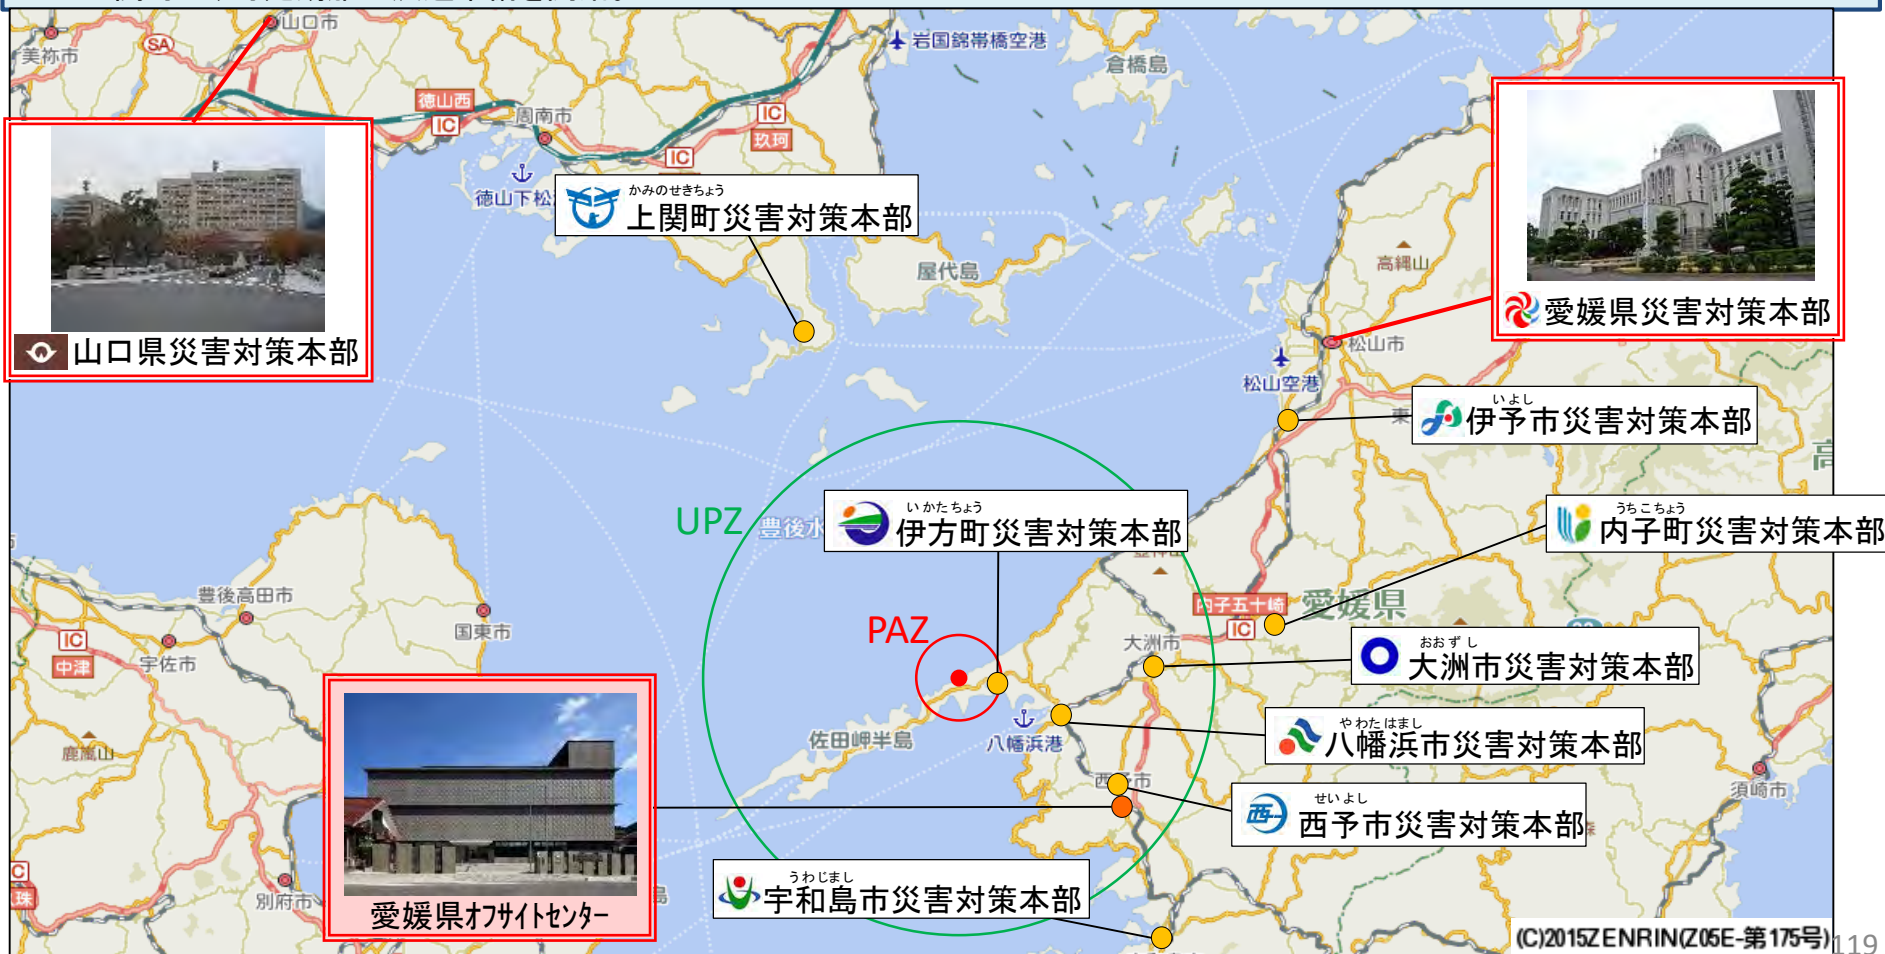 山口市
美祢市
SA
岩国錦帯橋空港
倉橋島
徳山西
IC
周南市
IC
玖珂
IC
徳山下松
かみのせきちょう
上関町災害対策本部
屋代島
高縄山
山口県災害対策本部
愛媛県災害対策本部
松山市
松山空港
いよし
伊予市災害対策本部
東
高
UPZ
豊後水
いかたちょう
伊方町災害対策本部
うちこちょう
内子町災害対策本部
豊後高田市
国東市
IC
中津
宇佐市
PAZ
内子五十崎
IC
愛媛県
大洲市
おおずし
大洲市災害対策本部
佐田岬半島
八幡浜港
やわたはまし
八幡浜市災害対策本部
鹿嵐山
西予市
せいよし
西予市災害対策本部
須崎市
別府市
愛媛県オフサイトセンター
うわじまし
宇和島市災害対策本部
島
(C)2015ZENRIN(Z05E-第175号)
119